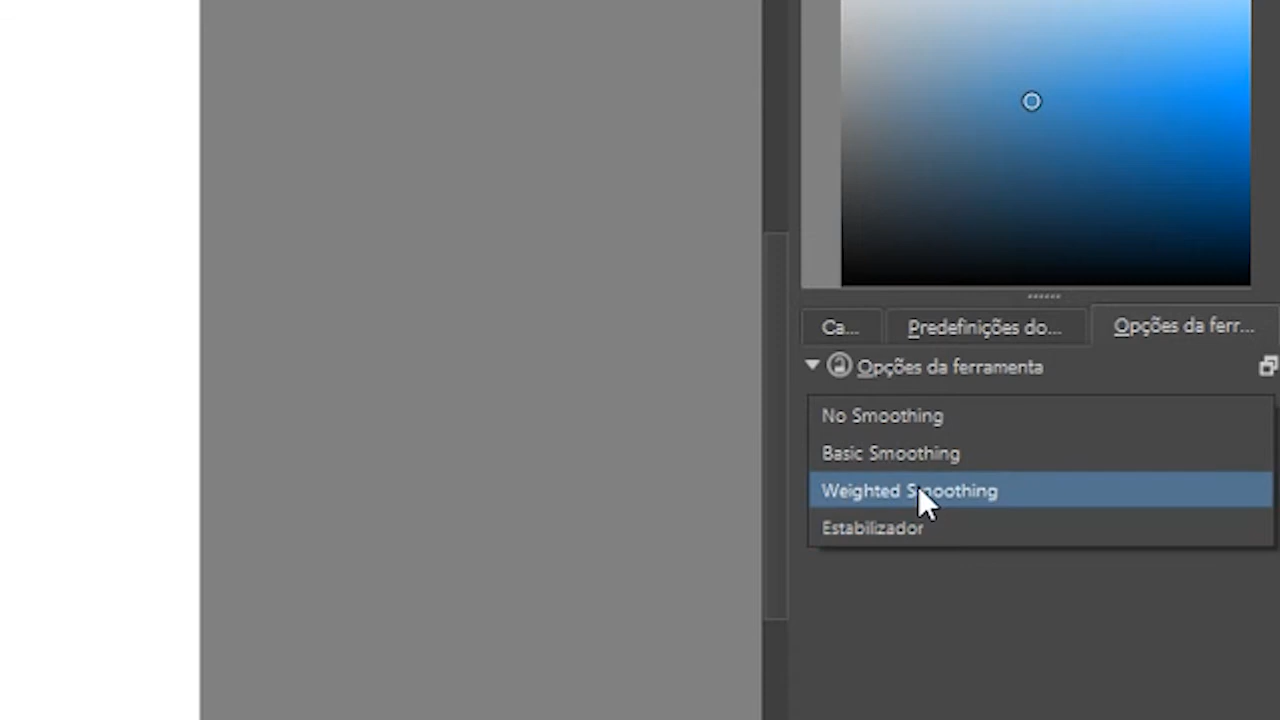 Ca... Predefinições do... Opções da ferr...
Opções da ferramenta
No Smoothing
Basic Smoothing
Weighted Smoothing
Estabilizador